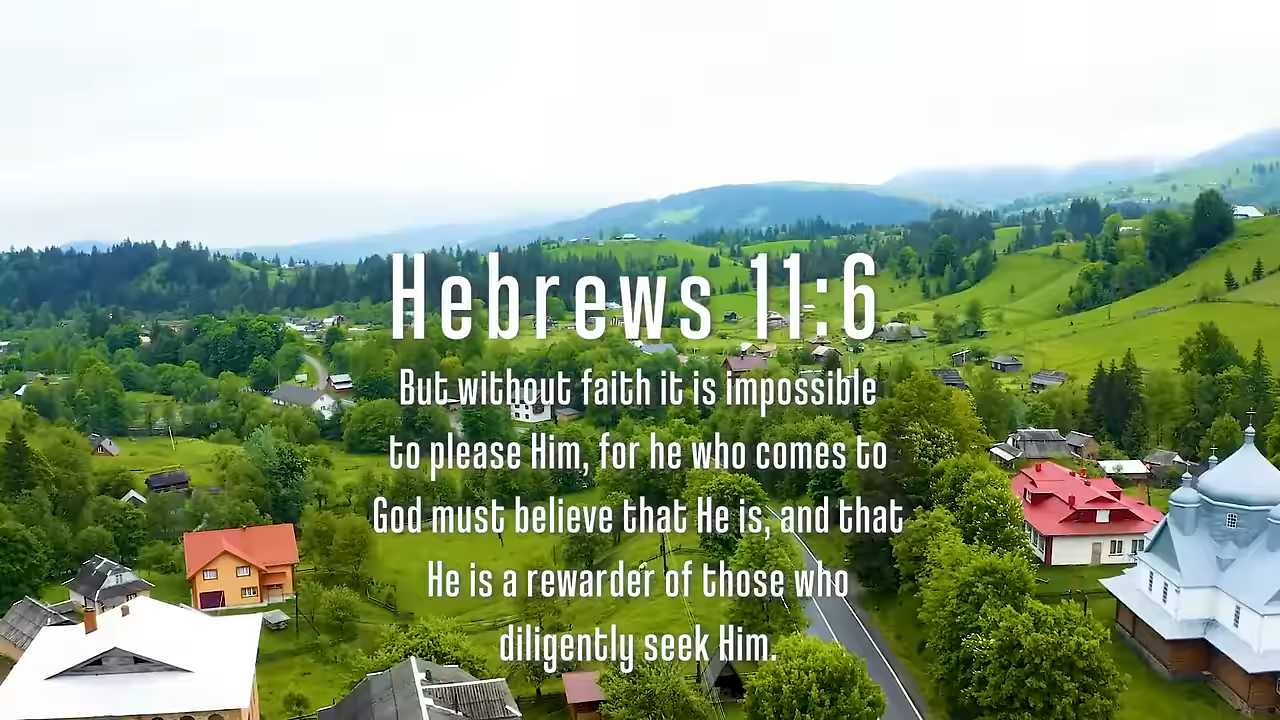 Hebrews 11:6
But without faith it is impossible
to please Him, for he who comes to
God must believe that He is, and that
He is a rewarder of those who
diligently seek Him.